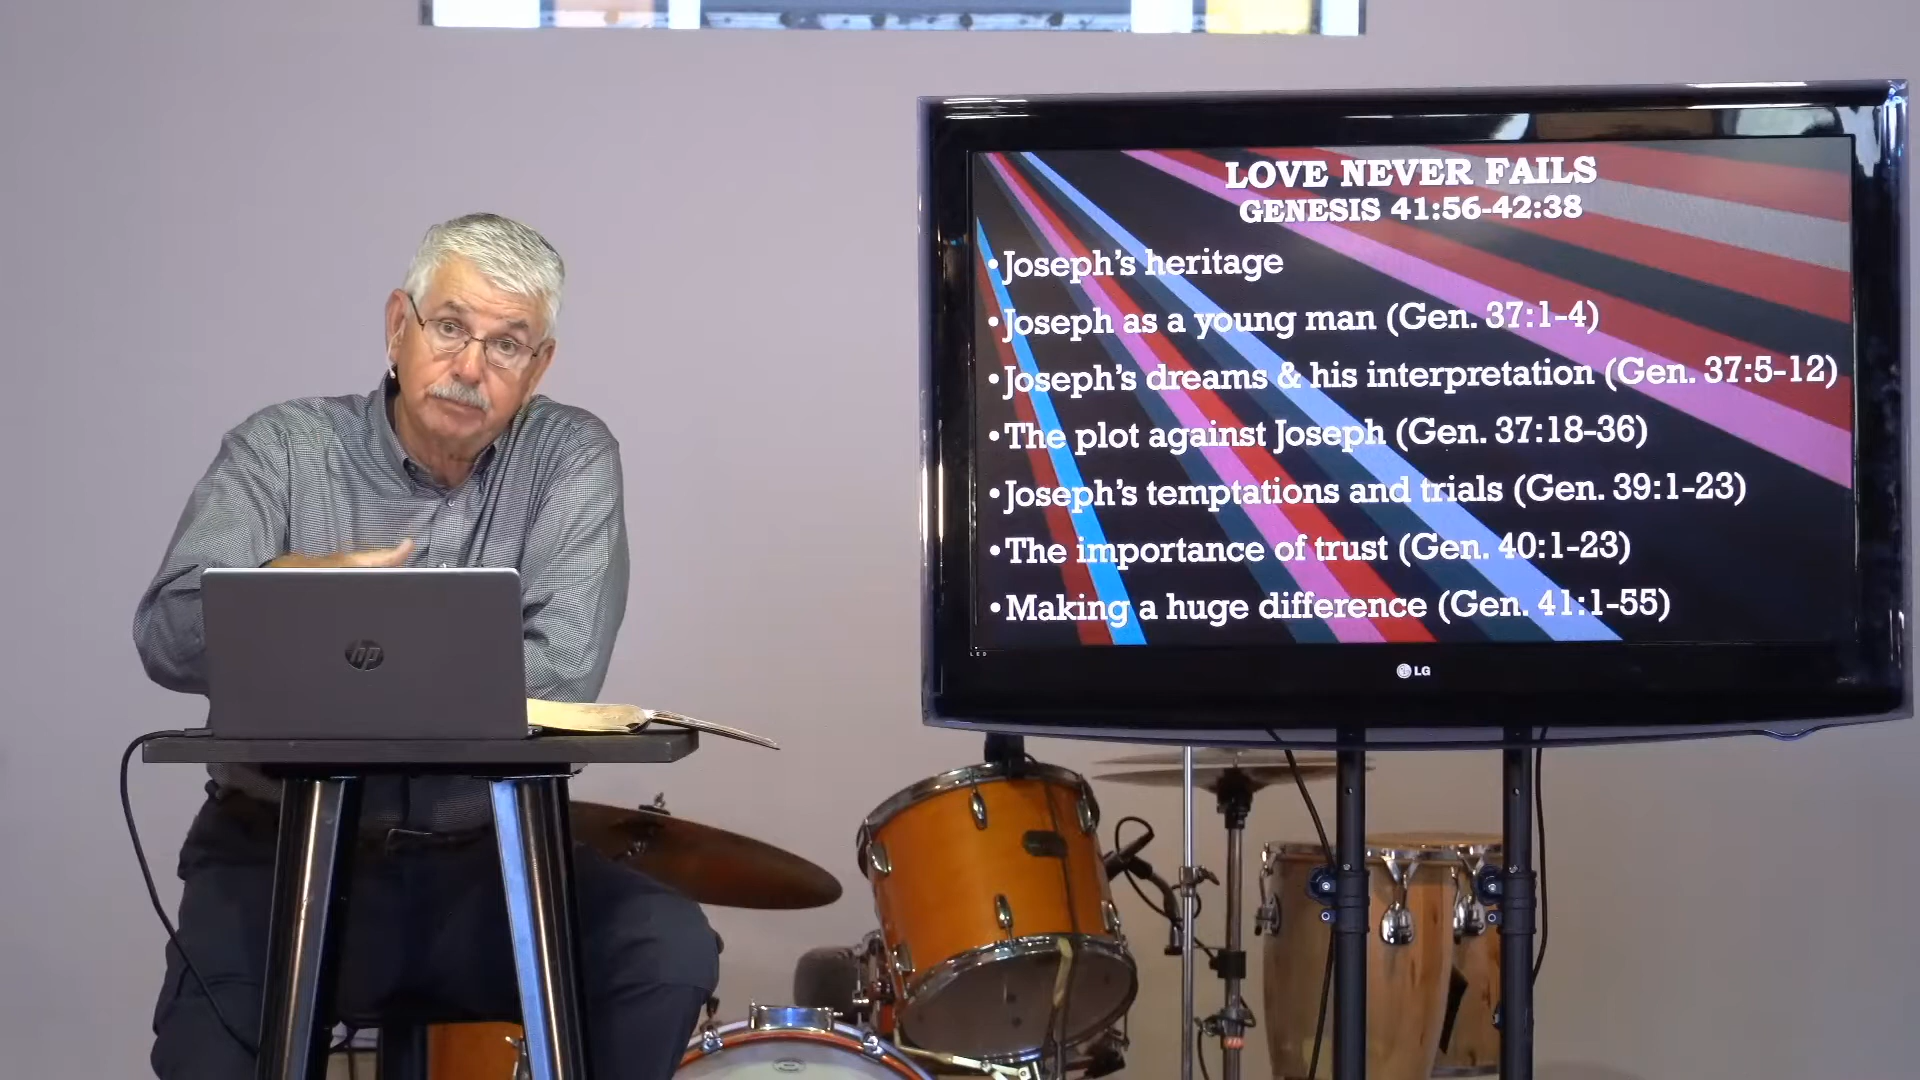 LOVE NEVER FAILS
GENESIS 41:56-42:38
•Joseph's heritage
•Joseph as a young man (Gen. 37:1-4)
•Joseph's dreams & his interpretation (Gen. 37:5-12)
•The plot against Joseph (Gen. 37:18-36)
•Joseph's temptations and trials (Gen. 39:1-23)
•The importance of trust (Gen. 40:1-23)
•Making a huge difference (Gen. 41:1-55)
LED
LG
hp